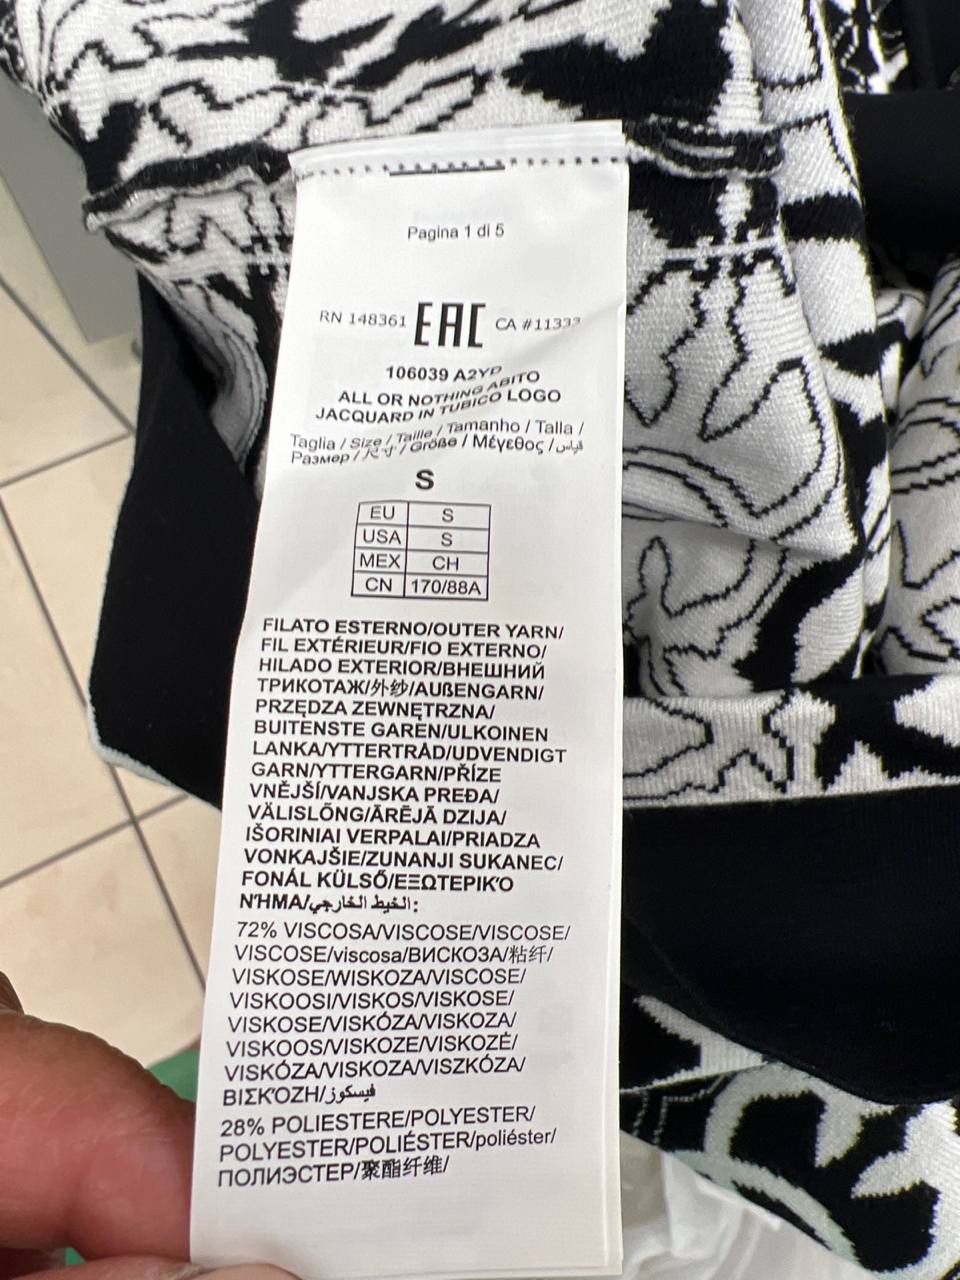 Pagina 1 di 5
RN 148361 EAC CA #11333
106039 A2YD
ALL OR NOTHING ABITO
JACQUARD IN TUBICO LOGO
Taglia / Size / Taille / Tamanho / Talla /
Размер / 尺寸 / Größe / Μέγεθος / قياس
S
EU S
USA S
MEX CH
CN 170/88A
FILATO ESTERNO/OUTER YARN/
FIL EXTÉRIEUR/FIO EXTERNO/
HILADO EXTERIOR/ВНЕШНИЙ
ТРИКОТАЖ/外纱/AUßENGARN/
PRZĘDZA ZEWNĘTRZNA/
BUITENSTE GAREN/ULKOINEN
LANKA/YTTERTRÅD/UDVENDIGT
GARN/YTTERGARN/PŘÍZE
VNĚJŠÍ/VANJSKA PREĐA/
VÄLISLÕNG/ĀRĒJĀ DZIJA/
IŠORINIAI VERPALAI/PRIADZA
VONKAJŠIE/ZUNANJI SUKANEC/
FONÁL KÜLSŐ/ΕΞΩΤΕΡΙΚΌ
ΝΉΜΑ/الخيط الخارجي:
72% VISCOSA/VISCOSE/VISCOSE/
VISCOSE/viscosa/ВИСКОЗА/粘纤/
VISKOSE/WISKOZA/VISCOSE/
VISKOOSI/VISKOS/VISKOSE/
VISKOSE/VISKÓZA/VISKOZA/
VISKOOS/VISKOZE/VISKOZĖ/
VISKÓZA/VISKOZA/VISZKÓZA/
ΒΙΣΚΌΖΗ/فيسكوز
28% POLIESTERE/POLYESTER/
POLYESTER/POLIÉSTER/poliéster/
ПОЛИЭСТЕР/聚酯纤维/